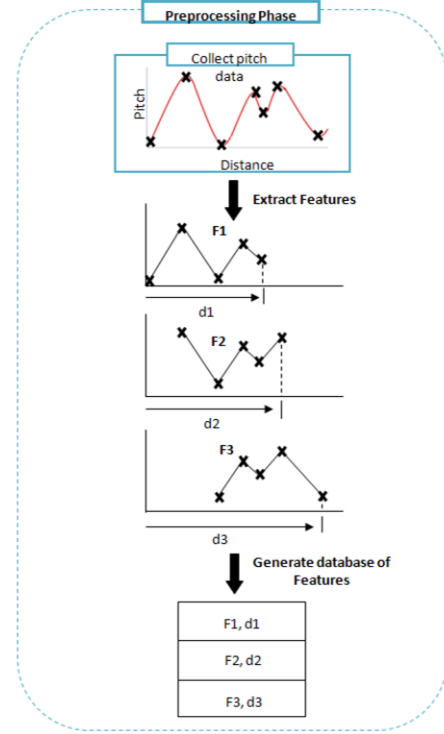 Preprocessing Phase
Collect pitch
data
Pitch
Distance
Extract Features
F1
d1
F2
d2
F3
d3
Generate database of
Features
F1, d1
F2, d2
F3, d3